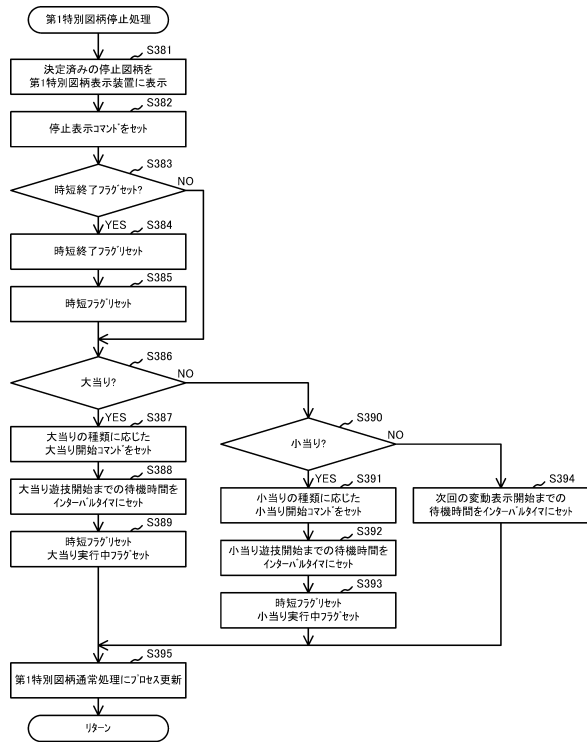 第1特別図柄停止処理
S381
決定済みの停止図柄を
第1特別図柄表示装置に表示
S382
停止表示コマンドをセット
S383
時短終了フラグセット?
NO
YES
S384
時短終了フラグリセット
S385
時短フラグリセット
S386
大当り?
NO
YES
S387
大当りの種類に応じた
大当り開始コマンドをセット
S388
大当り遊技開始までの待機時間を
インターバルタイマにセット
S389
時短フラグリセット
大当り実行中フラグセット
S390
小当り?
NO
YES
S391
小当りの種類に応じた
小当り開始コマンドをセット
S392
小当り遊技開始までの待機時間を
インターバルタイマにセット
S393
時短フラグリセット
小当り実行中フラグセット
S394
次回の変動表示開始までの
待機時間をインターバルタイマにセット
S395
第1特別図柄通常処理にプロセス更新
リターン